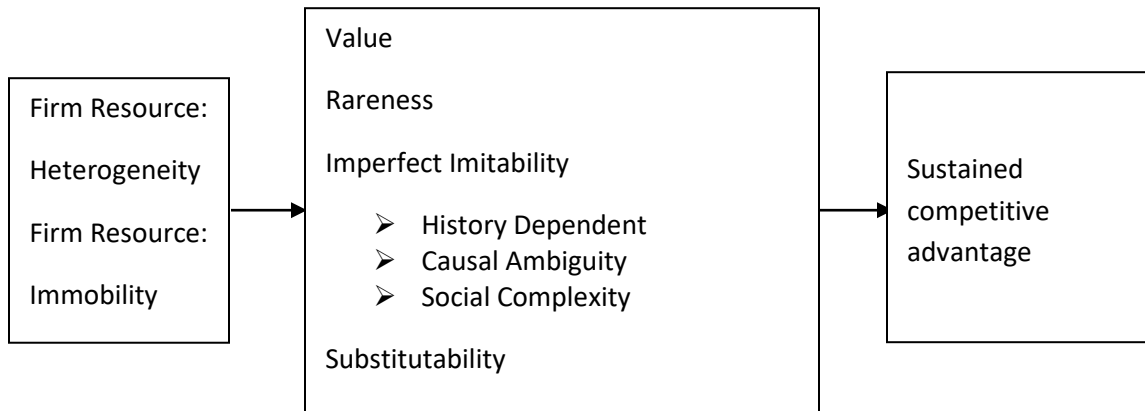 Firm Resource:
Heterogeneity
Firm Resource:
Immobility
Value
Rareness
Imperfect Imitability
➢ History Dependent
➢ Causal Ambiguity
➢ Social Complexity
Substitutability
Sustained
competitive
advantage